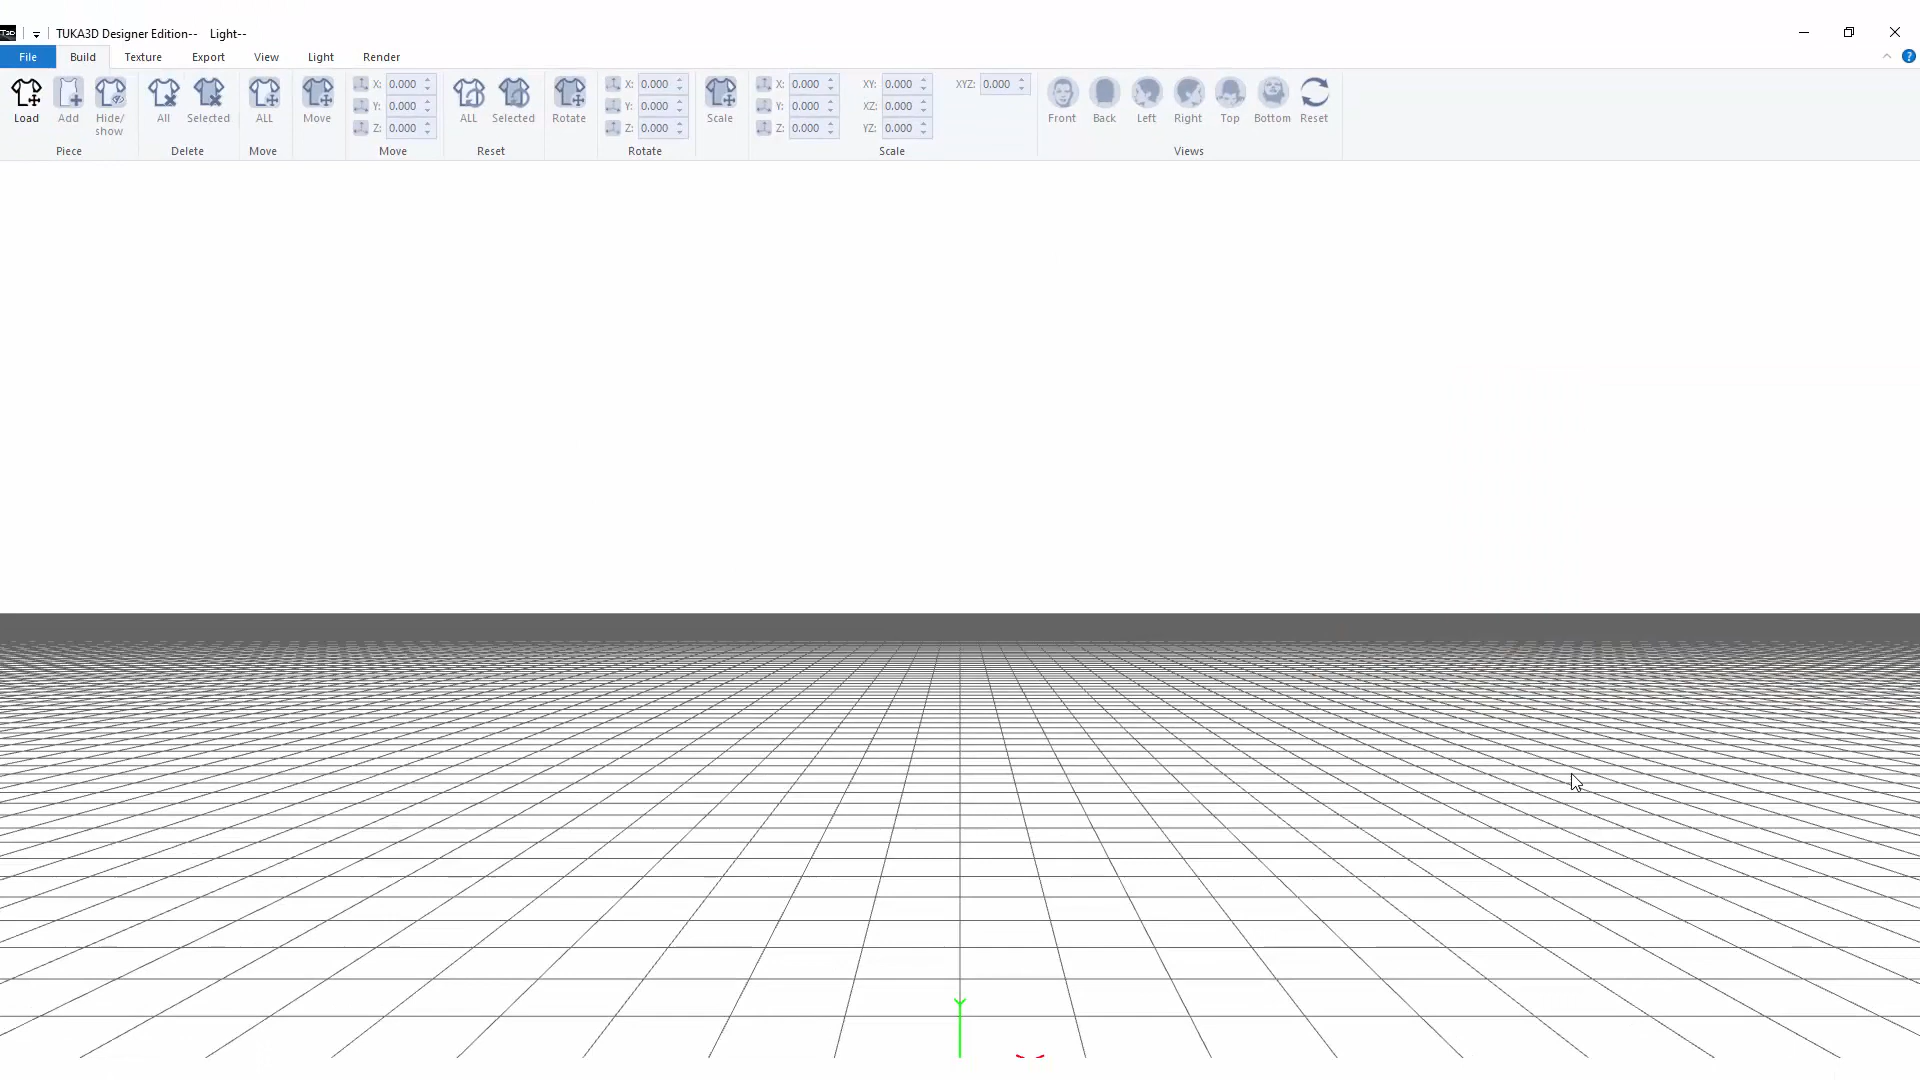 T3D TUKA3D Designer Edition-- Light--
File Build Texture Export View Light Render ?
X: 0.000 X: 0.000 X: 0.000 XY: 0.000 XYZ: 0.000
Y: 0.000 Y: 0.000 Y: 0.000 XZ: 0.000
Load Add Hide/ All Selected ALL Move ALL Selected Rotate Scale Front Back Left Right Top Bottom Reset
show Z: 0.000 Z: 0.000 Z: 0.000 YZ: 0.000
Piece Delete Move Move Reset Rotate Scale Views